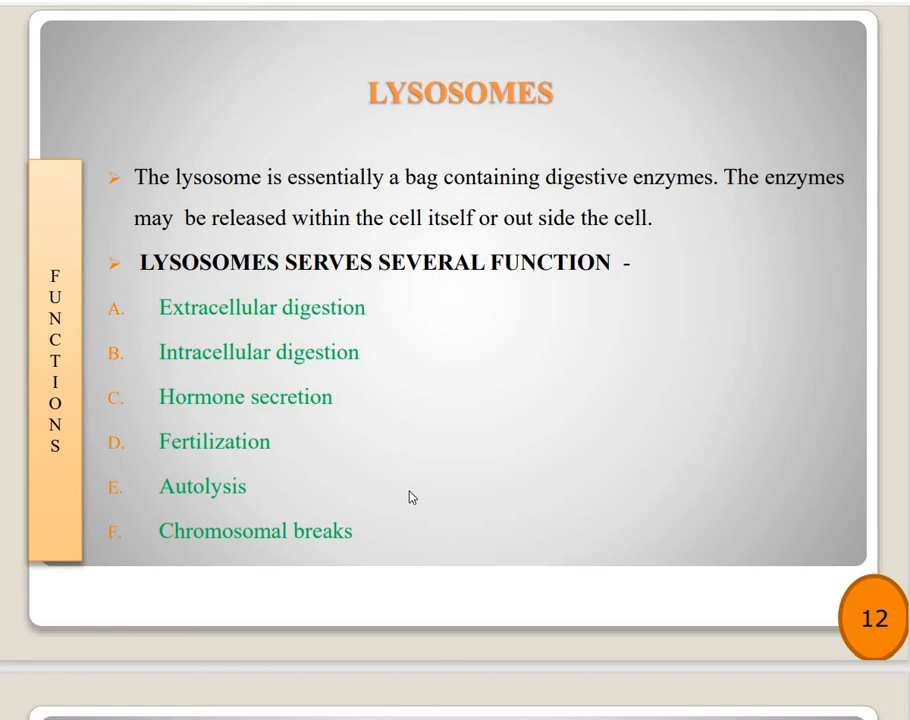 LYSOSOMES
FUNCTIONS
➢ The lysosome is essentially a bag containing digestive enzymes. The enzymes
may be released within the cell itself or out side the cell.
➢ LYSOSOMES SERVES SEVERAL FUNCTION -
A. Extracellular digestion
B. Intracellular digestion
C. Hormone secretion
D. Fertilization
E. Autolysis
F. Chromosomal breaks
12